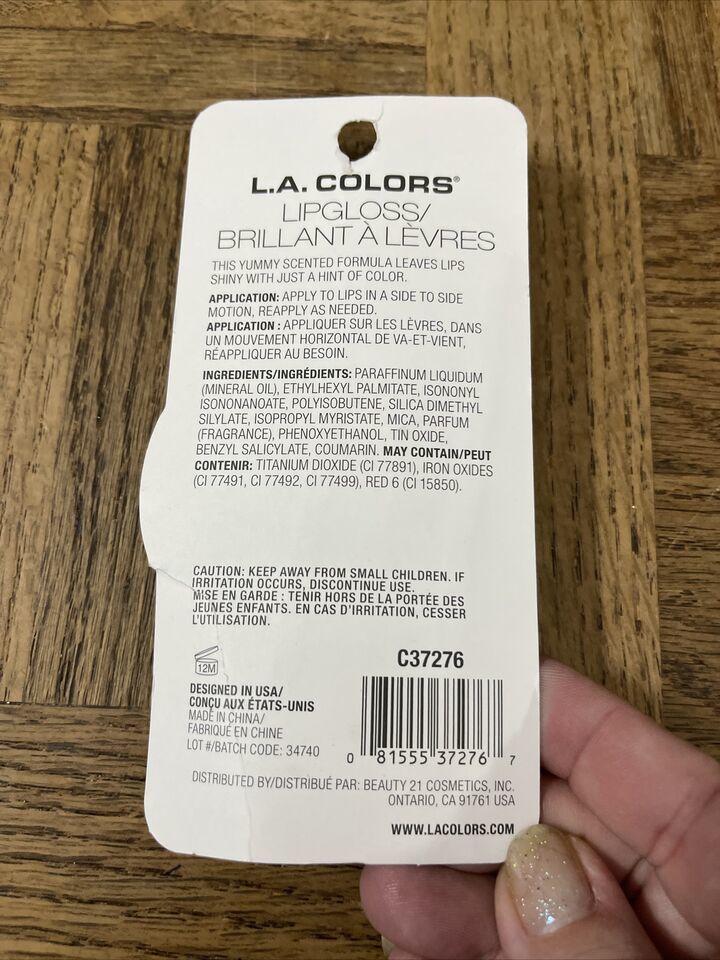 L.A. COLORS®
LIPGLOSS/
BRILLANT À LÈVRES
THIS YUMMY SCENTED FORMULA LEAVES LIPS
SHINY WITH JUST A HINT OF COLOR.
APPLICATION: APPLY TO LIPS IN A SIDE TO SIDE
MOTION, REAPPLY AS NEEDED.
APPLICATION : APPLIQUER SUR LES LÈVRES, DANS
UN MOUVEMENT HORIZONTAL DE VA-ET-VIENT,
RÉAPPLIQUER AU BESOIN.
INGREDIENTS/INGRÉDIENTS: PARAFFINUM LIQUIDUM
(MINERAL OIL), ETHYLHEXYL PALMITATE, ISONONYL
ISONONANOATE, POLYISOBUTENE, SILICA DIMETHYL
SILYLATE, ISOPROPYL MYRISTATE, MICA, PARFUM
(FRAGRANCE), PHENOXYETHANOL, TIN OXIDE,
BENZYL SALICYLATE, COUMARIN. MAY CONTAIN/PEUT
CONTENIR: TITANIUM DIOXIDE (CI 77891), IRON OXIDES
(CI 77491, CI 77492, CI 77499), RED 6 (CI 15850).
CAUTION: KEEP AWAY FROM SMALL CHILDREN. IF
IRRITATION OCCURS, DISCONTINUE USE.
MISE EN GARDE : TENIR HORS DE LA PORTÉE DES
JEUNES ENFANTS. EN CAS D'IRRITATION, CESSER
L'UTILISATION.
12M
C37276
DESIGNED IN USA/
CONÇU AUX ÉTATS-UNIS
MADE IN CHINA/
FABRIQUÉ EN CHINE
LOT #/BATCH CODE: 34740
0 81555 37276 7
DISTRIBUTED BY/DISTRIBUÉ PAR: BEAUTY 21 COSMETICS, INC.
ONTARIO, CA 91761 USA
WWW.LACOLORS.COM